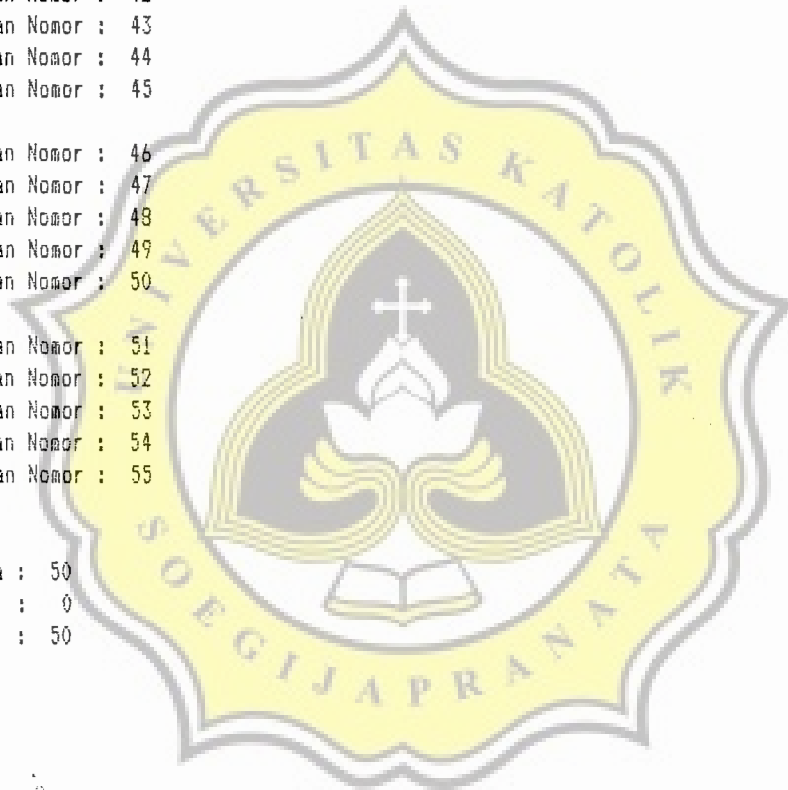 an Nomor : 43
an Nomor : 44
an Nomor : 45
an Nomor : 46
an Nomor : 47
an Nomor : 48
an Nomor : 49
an Nomor : 50
an Nomor : 51
an Nomor : 52
an Nomor : 53
an Nomor : 54
an Nomor : 55
: 50
: 0
: 50
UNIVERSITAS KATOLIK
SOEGIJAPRANATA